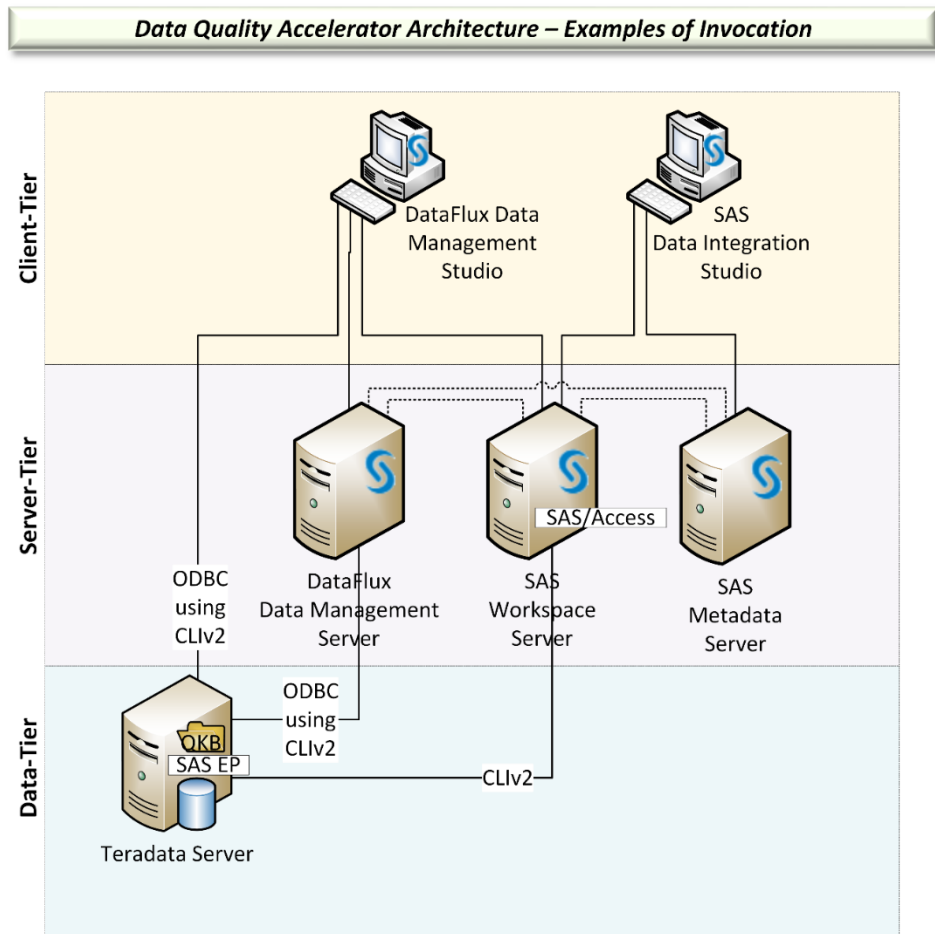 Data Quality Accelerator Architecture – Examples of Invocation
Client-Tier
DataFlux Data
Management
Studio
SAS
Data Integration
Studio
Server-Tier
SAS/Access
DataFlux
Data Management
Server
SAS
Workspace
Server
SAS
Metadata
Server
ODBC
using
CLIv2
Data-Tier
ODBC
using
CLIv2
QKB
SAS EP
CLIv2
Teradata Server